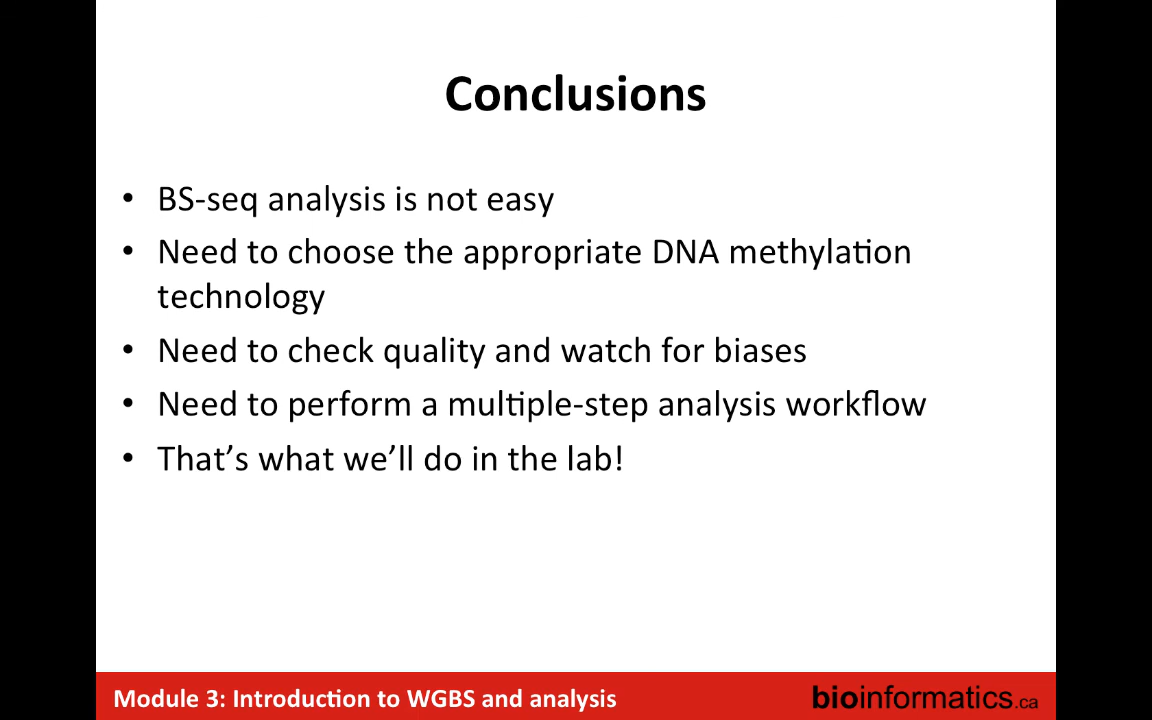 Conclusions
• BS-seq analysis is not easy
• Need to choose the appropriate DNA methylation
technology
• Need to check quality and watch for biases
• Need to perform a multiple-step analysis workflow
• That’s what we’ll do in the lab!
Module 3: Introduction to WGBS and analysis
bioinformatics.ca